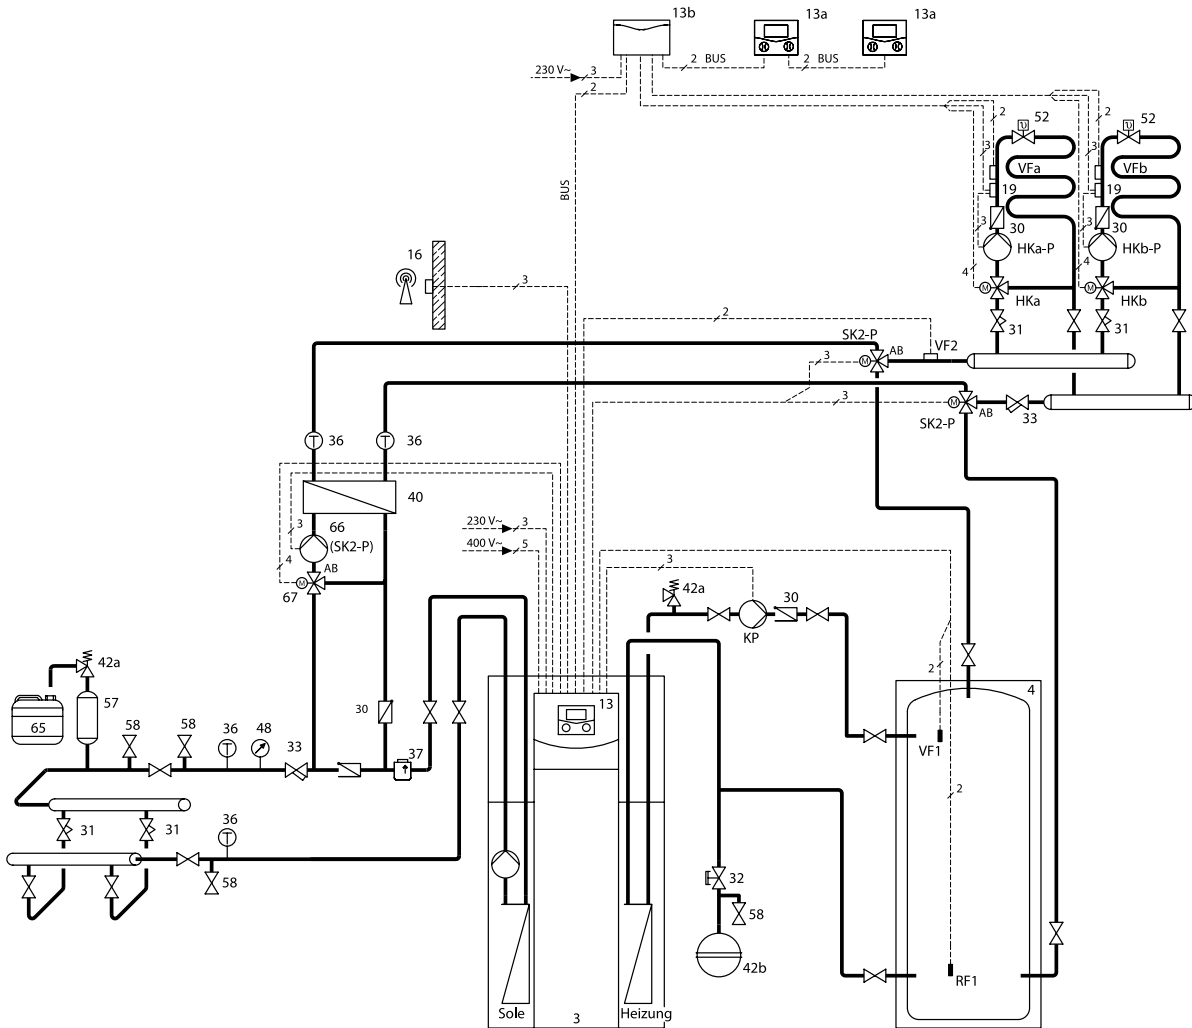 13b
13a
13a
2 BUS
2 BUS
230 V~ 3
2
2
2
52
52
3
3
VFa
VFb
19
19
BUS
3
30
3
30
HKa-P
HKb-P
16
4
4
3
M
M
HKa
HKb
31
31
2
SK2-P
VF2
AB
3
M
3
M
AB
33
SK2-P
T 36
T 36
40
230 V~ 3
3
66
(SK2-P)
400 V~ 5
4
AB
3
M
67
42a
30
KP
42a
2
4
57
65
58
58
36
48
30
13
T
33
37
VF1
2
31
31
36
T
58
32
58
42b
RF1
Sole
3
Heizung